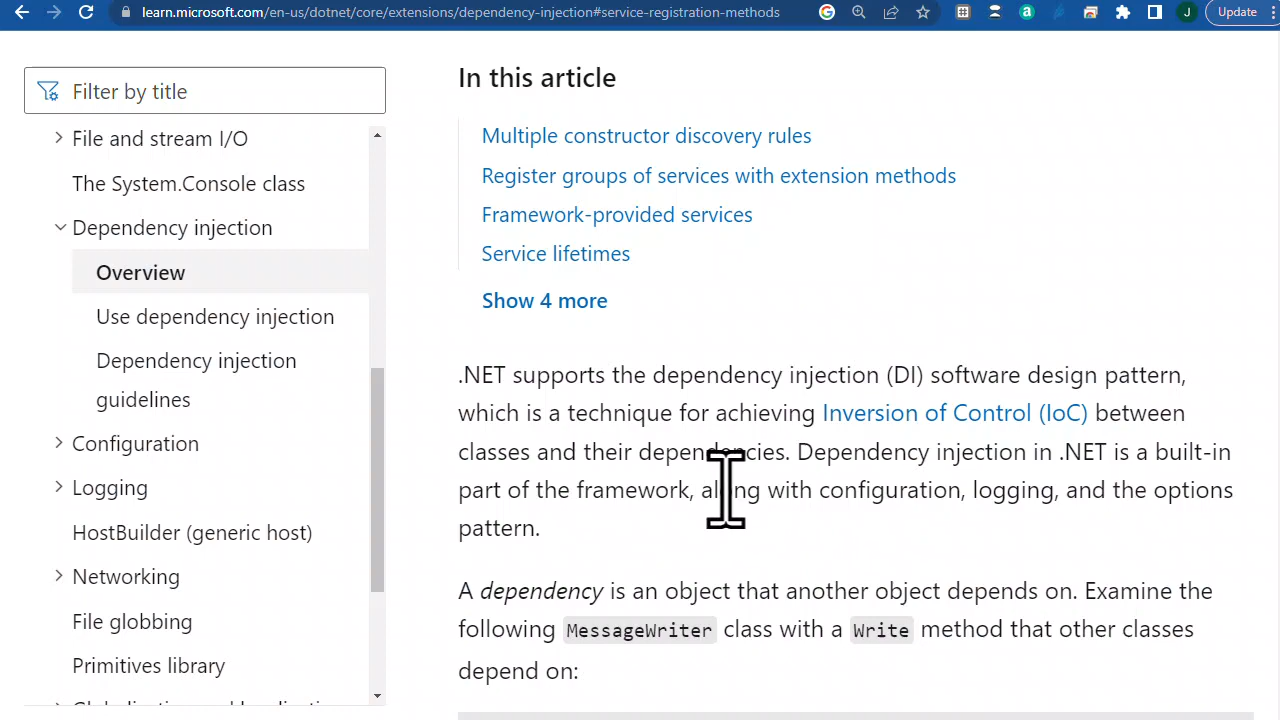 learn.microsoft.com/en-us/dotnet/core/extensions/dependency-injection#service-registration-methods
J
Update
Filter by title
File and stream I/O
The System.Console class
Dependency injection
Overview
Use dependency injection
Dependency injection
guidelines
Configuration
Logging
HostBuilder (generic host)
Networking
File globbing
Primitives library
In this article
Multiple constructor discovery rules
Register groups of services with extension methods
Framework-provided services
Service lifetimes
Show 4 more
.NET supports the dependency injection (DI) software design pattern,
which is a technique for achieving Inversion of Control (IoC) between
classes and their dependencies. Dependency injection in .NET is a built-in
part of the framework, along with configuration, logging, and the options
pattern.
A dependency is an object that another object depends on. Examine the
following MessageWriter class with a Write method that other classes
depend on: